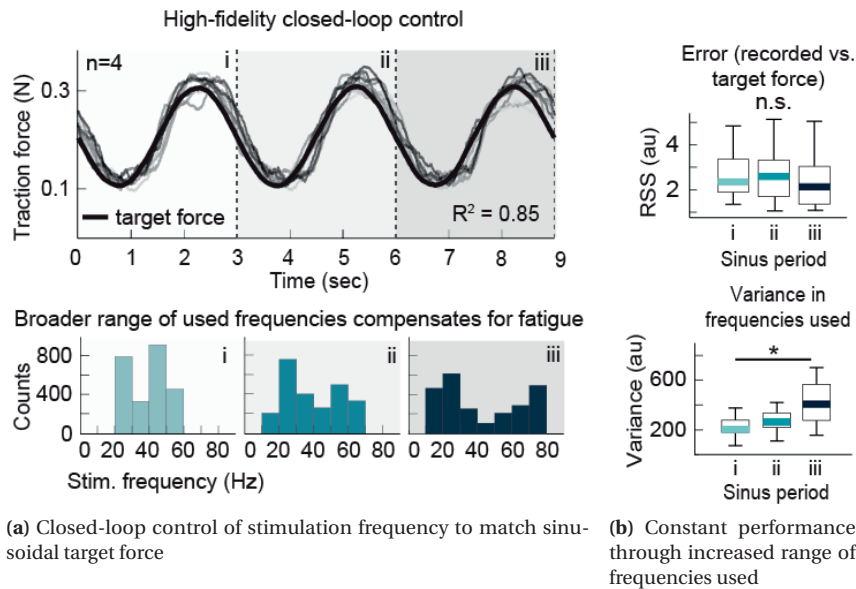 High-fidelity closed-loop control
n=4
i
ii
iii
0.3
0.1
Traction force (N)
target force
R² = 0.85
0 1 2 3 4 5 6 7 8 9
Time (sec)
Broader range of used frequencies compensates for fatigue
800
400
0
Counts
i
ii
iii
0 20 40 60 80
0 20 40 60 80
0 20 40 60 80
Stim. frequency (Hz)
(a) Closed-loop control of stimulation frequency to match sinu-
soidal target force
Error (recorded vs.
target force)
n.s.
4
2
RSS (au)
i ii iii
Sinus period
Variance in
frequencies used
*
600
200
Variance (au)
i ii iii
Sinus period
(b) Constant performance
through increased range of
frequencies used